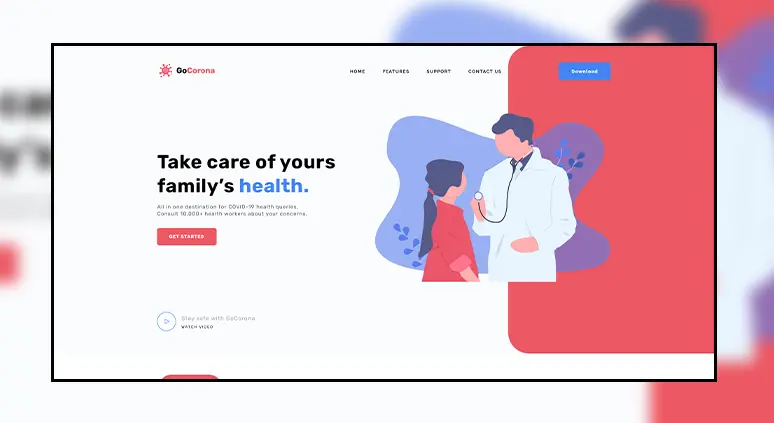 GoCorona
HOME FEATURES SUPPORT CONTACT US
Download
Take care of yours
family's health.
All in one destination for COVID-19 health queries.
Consult 10,000+ health workers about your concerns.
GET STARTED
Stay safe with GoCorona
WATCH VIDEO